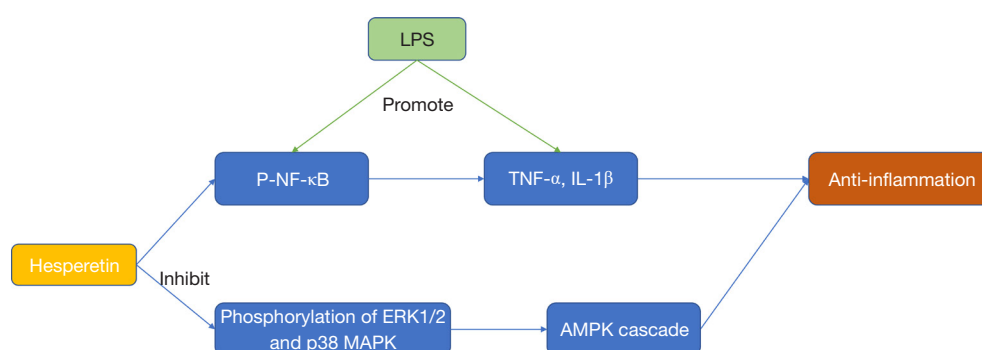 LPS
Promote
P-NF-κB
TNF-α, IL-1β
Anti-inflammation
Hesperetin
Inhibit
Phosphorylation of ERK1/2
and p38 MAPK
AMPK cascade